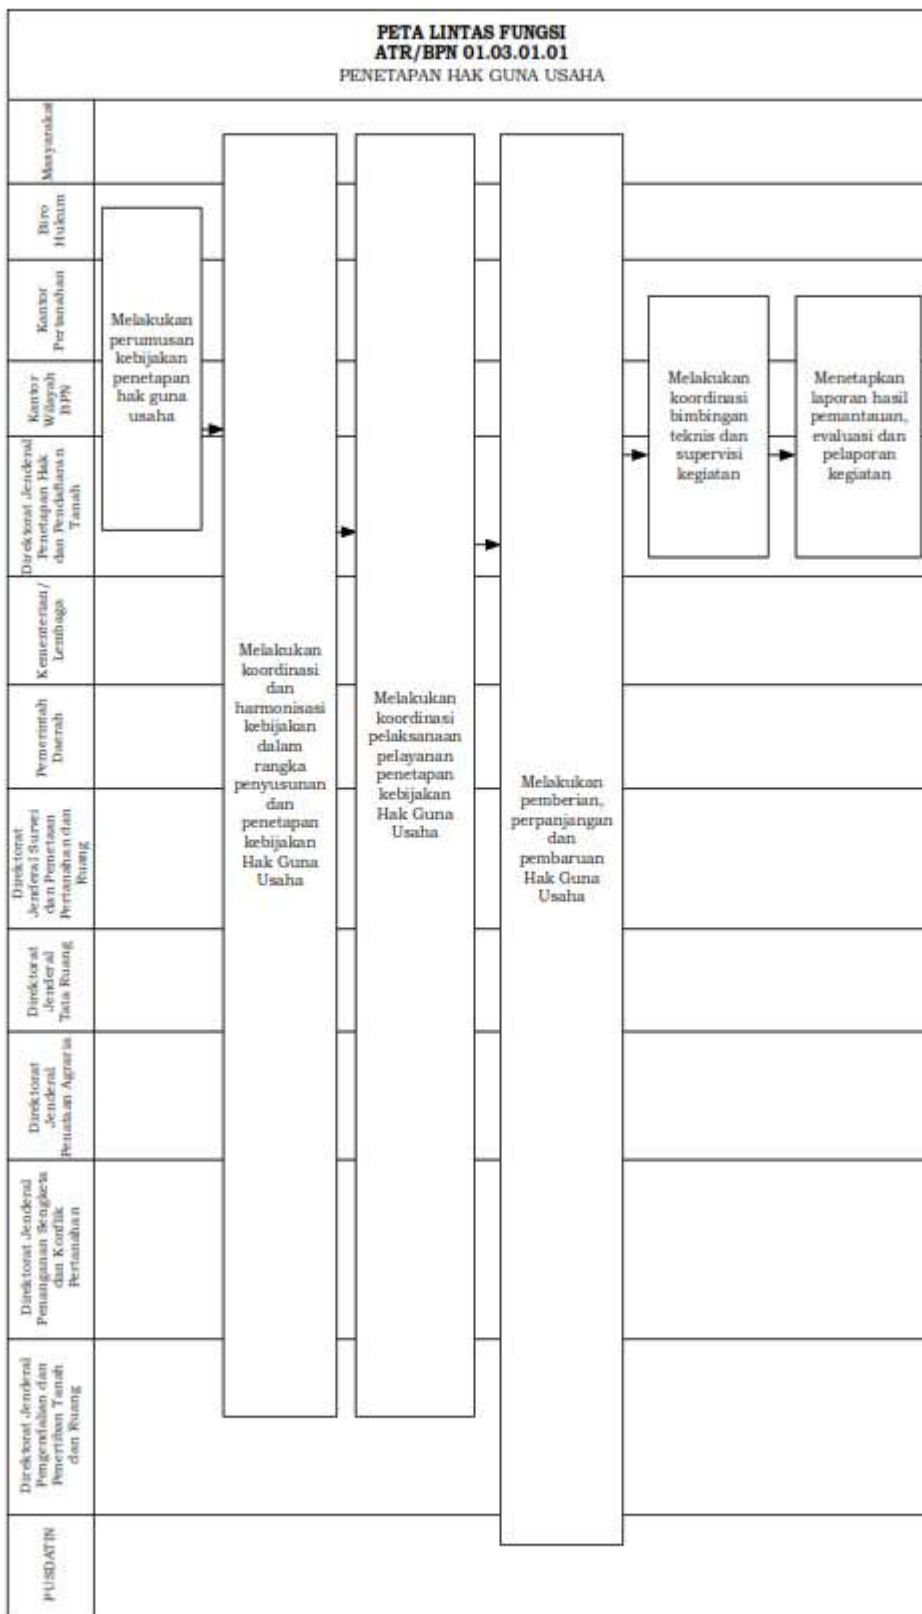 PETA LINTAS FUNGSI
ATR/BPN 01.03.01.01
PENETAPAN HAK GUNA USAHA
Masyarakat
Biro
Hukum
Kantor
Pertanahan
Kantor
Wilayah
BPN
Direktorat Jenderal
Penetapan Hak
dan Pendaftaran
Tanah
Kementerian/
Lembaga
Pemerintah
Daerah
Direktorat
Jenderal Survei
dan Pemetaan
Pertanahan dan
Ruang
Direktorat
Jenderal
Tata Ruang
Direktorat
Jenderal
Penataan Agraria
Direktorat Jenderal
Penanganan Sengketa
dan Konflik
Pertanahan
Direktorat Jenderal
Pengendalian dan
Penertiban Tanah
dan Ruang
PUSDATIN
Melakukan
perumusan
kebijakan
penetapan
hak guna
usaha
Melakukan
koordinasi
dan
harmonisasi
kebijakan
dalam
rangka
penyusunan
dan
penetapan
kebijakan
Hak Guna
Usaha
Melakukan
koordinasi
pelaksanaan
pelayanan
penetapan
kebijakan
Hak Guna
Usaha
Melakukan
pemberian,
perpanjangan
dan
pembaruan
Hak Guna
Usaha
Melakukan
koordinasi
bimbingan
teknis dan
supervisi
kegiatan
Menetapkan
laporan hasil
pemantauan,
evaluasi dan
pelaporan
kegiatan